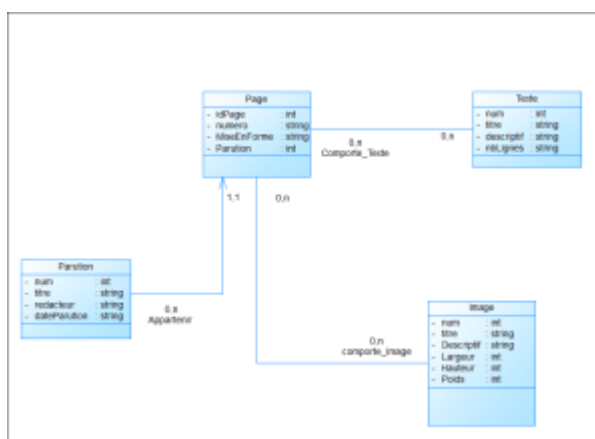 Page
- idPage : int
- numero : string
- MiseEnForme : string
- Parution : int
Texte
- num : int
- titre : string
- descriptif : string
- nbLignes : string
0,n
Comporte_Texte
0,n
1,1
0,n
Parution
- num : int
- titre : string
- redacteur : string
- dateParution : string
0,n
Appartenir
Image
- num : int
- titre : string
- Descriptif : string
- Largeur : int
- Hauteur : int
- Poids : int
0,n
comporte_image